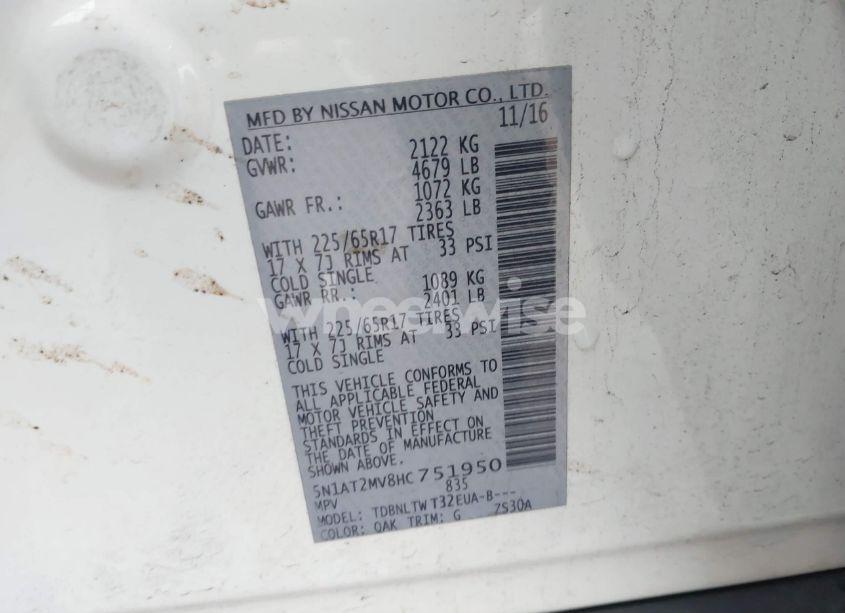 MFD BY NISSAN MOTOR CO., LTD.
DATE: 11/16
GVWR: 2122 KG
4679 LB
GAWR FR.: 1072 KG
2363 LB
WITH 225/65R17 TIRES
17 X 7J RIMS AT 33 PSI
COLD SINGLE
GAWR RR.: 1089 KG
2401 LB
WITH 225/65R17 TIRES
17 X 7J RIMS AT 33 PSI
COLD SINGLE
THIS VEHICLE CONFORMS TO
ALL APPLICABLE FEDERAL
MOTOR VEHICLE SAFETY AND
THEFT PREVENTION
STANDARDS IN EFFECT ON
THE DATE OF MANUFACTURE
SHOWN ABOVE.
5N1AT2MV8HC751950
MPV 835
MODEL: TDBNLTW T32EUA-B---
COLOR: QAK TRIM: G 7S30A
wheelwise